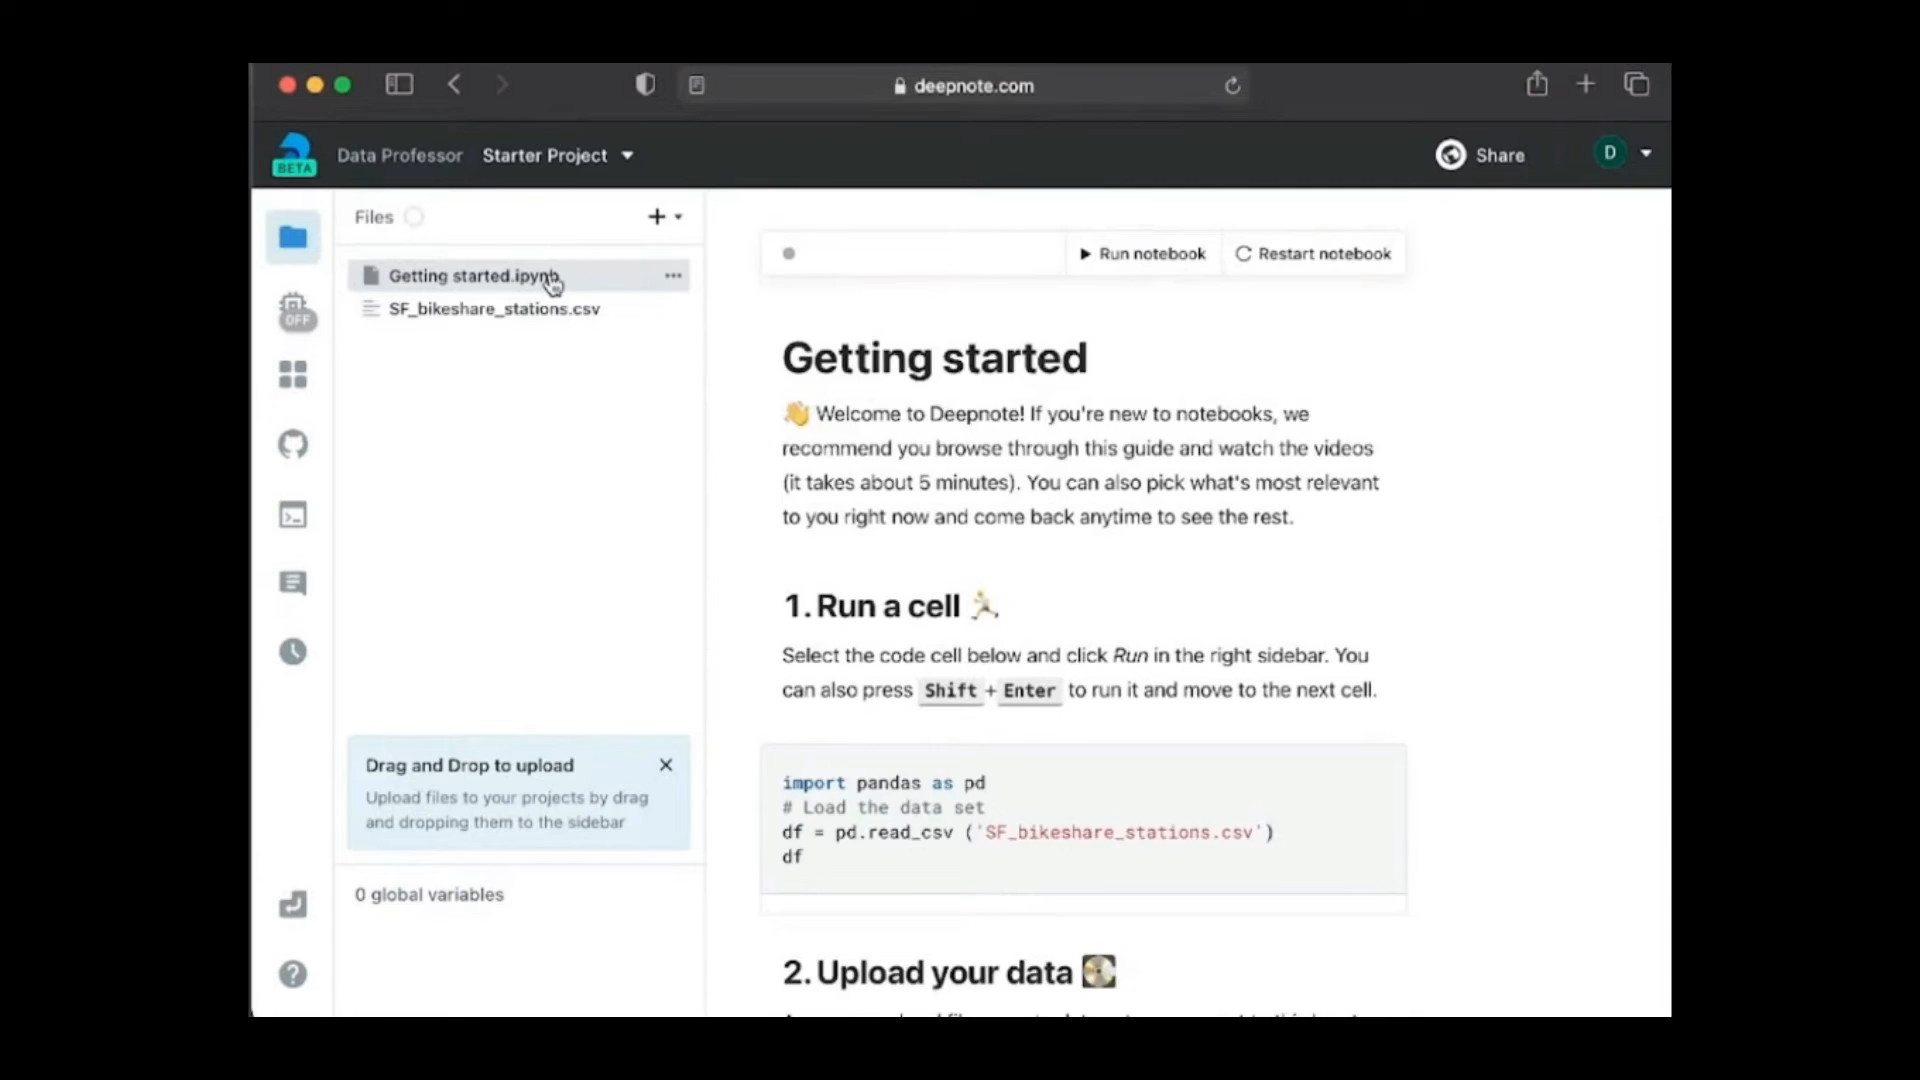 deepnote.com
BETA
Data Professor
Starter Project
Share
D
Files
Getting started.ipynb
SF_bikeshare_stations.csv
OFF
Drag and Drop to upload
Upload files to your projects by drag
and dropping them to the sidebar
0 global variables
Run notebook
Restart notebook
Getting started
👋 Welcome to Deepnote! If you're new to notebooks, we
recommend you browse through this guide and watch the videos
(it takes about 5 minutes). You can also pick what's most relevant
to you right now and come back anytime to see the rest.
1. Run a cell 🏃
Select the code cell below and click Run in the right sidebar. You
can also press Shift + Enter to run it and move to the next cell.
import pandas as pd
# Load the data set
df = pd.read_csv ('SF_bikeshare_stations.csv')
df
2. Upload your data 💽